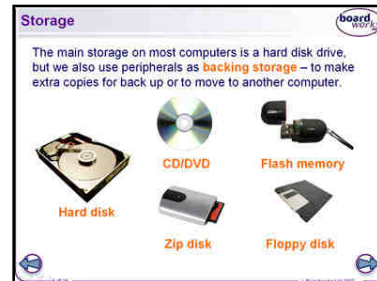 Storage
board
works
The main storage on most computers is a hard disk drive,
but we also use peripherals as backing storage – to make
extra copies for back up or to move to another computer.
CD/DVD
Flash memory
Hard disk
Zip disk
Floppy disk